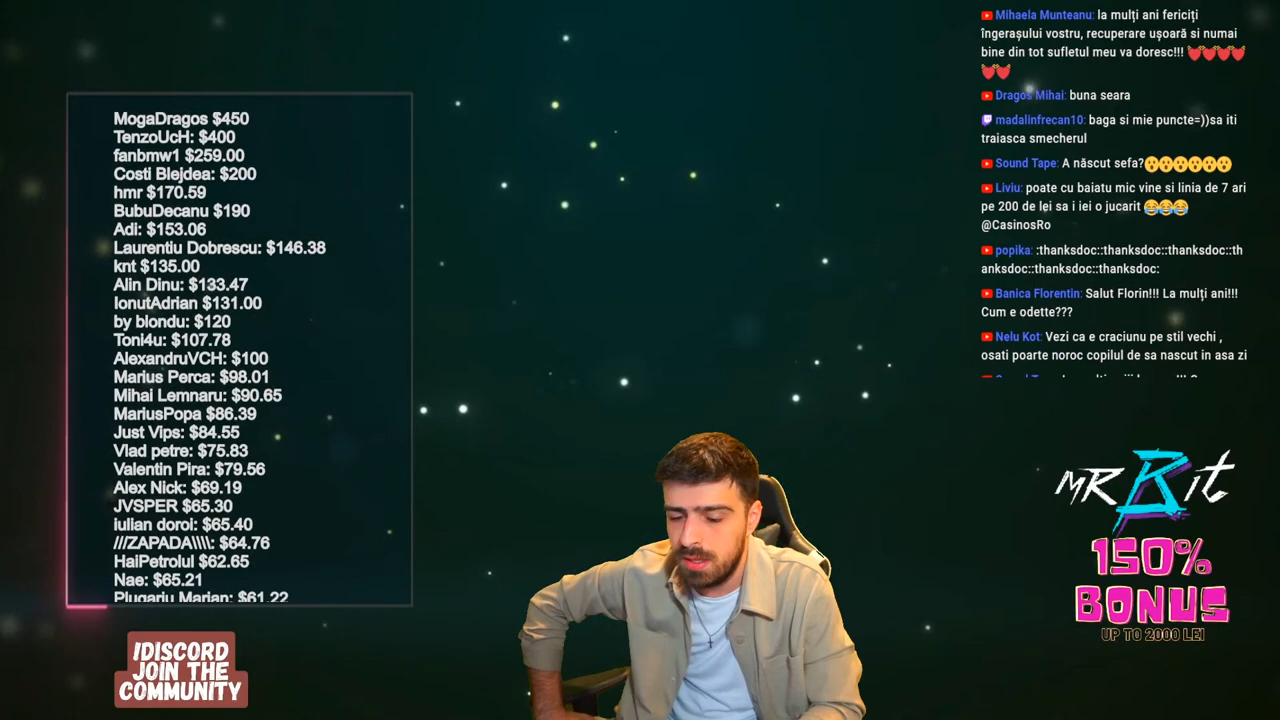 MogaDragos $450
TenzoUcH: $400
fanbmw1 $259.00
Costi Blejdea: $200
hmr $170.59
BubuDecanu $190
Adi: $153.06
Laurentiu Dobrescu: $146.38
knt $135.00
Alin Dinu: $133.47
IonutAdrian $131.00
by blondu: $120
Toni4u: $107.78
AlexandruVCH: $100
Marius Perca: $98.01
Mihai Lemnaru: $90.65
MariusPopa $86.39
Just Vips: $84.55
Vlad petre: $75.83
Valentin Pira: $79.56
Alex Nick: $69.19
JVSPER $65.30
iulian doroi: $65.40
///ZAPADA\\\\: $64.76
HaiPetrolul $62.65
Nae: $65.21
Plugariu Marian: $61.22
!DISCORD
JOIN THE
COMMUNITY
Mihaela Munteanu: la mulți ani fericiți
îngerașului vostru, recuperare ușoară si numai
bine din tot sufletul meu va doresc!!!
Dragos Mihai: buna seara
madalinfrecan10: baga si mie puncte=))sa iti
traiasca smecherul
Sound Tape: A născut sefa?
Liviu: poate cu baiatu mic vine si linia de 7 ari
pe 200 de lei sa i iei o jucarit
@CasinosRo
popika: :thanksdoc::thanksdoc::thanksdoc::th
anksdoc::thanksdoc::thanksdoc:
Banica Florentin: Salut Florin!!! La mulți ani!!!
Cum e odette???
Nelu Kot: Vezi ca e craciunu pe stil vechi ,
osati poarte noroc copilul de sa nascut in asa zi
MR Bit
150%
BONUS
UP TO 2000 LEI